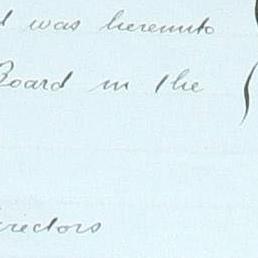 d was hereunto
Board in the
irectors